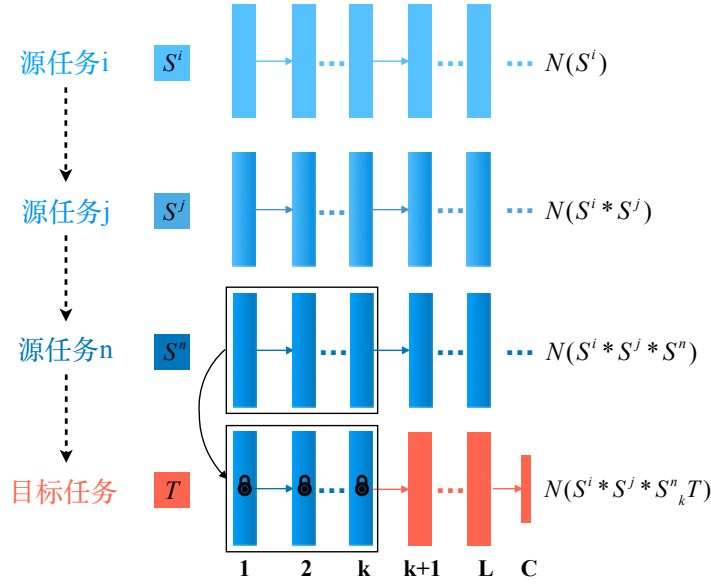 源任务i S^i ... ... ... N(S^i)
源任务j S^j ... ... ... N(S^i * S^j)
源任务n S^n ... ... ... N(S^i * S^j * S^n)
目标任务 T ... ... N(S^i * S^j * S^n_k T)
1 2 k k+1 L C